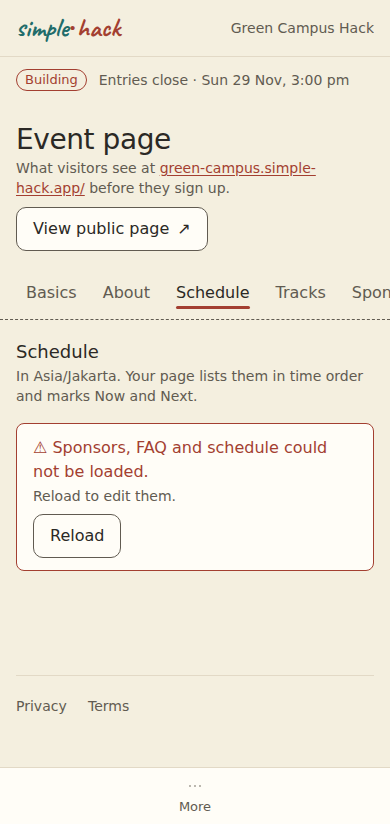 simple·hack
Green Campus Hack
Building
Entries close · Sun 29 Nov, 3:00 pm
Event page
What visitors see at green-campus.simple-
hack.app/ before they sign up.
View public page ↗
Basics
About
Schedule
Tracks
Spon
Schedule
In Asia/Jakarta. Your page lists them in time order
and marks Now and Next.
⚠ Sponsors, FAQ and schedule could
not be loaded.
Reload to edit them.
Reload
Privacy
Terms
…
More